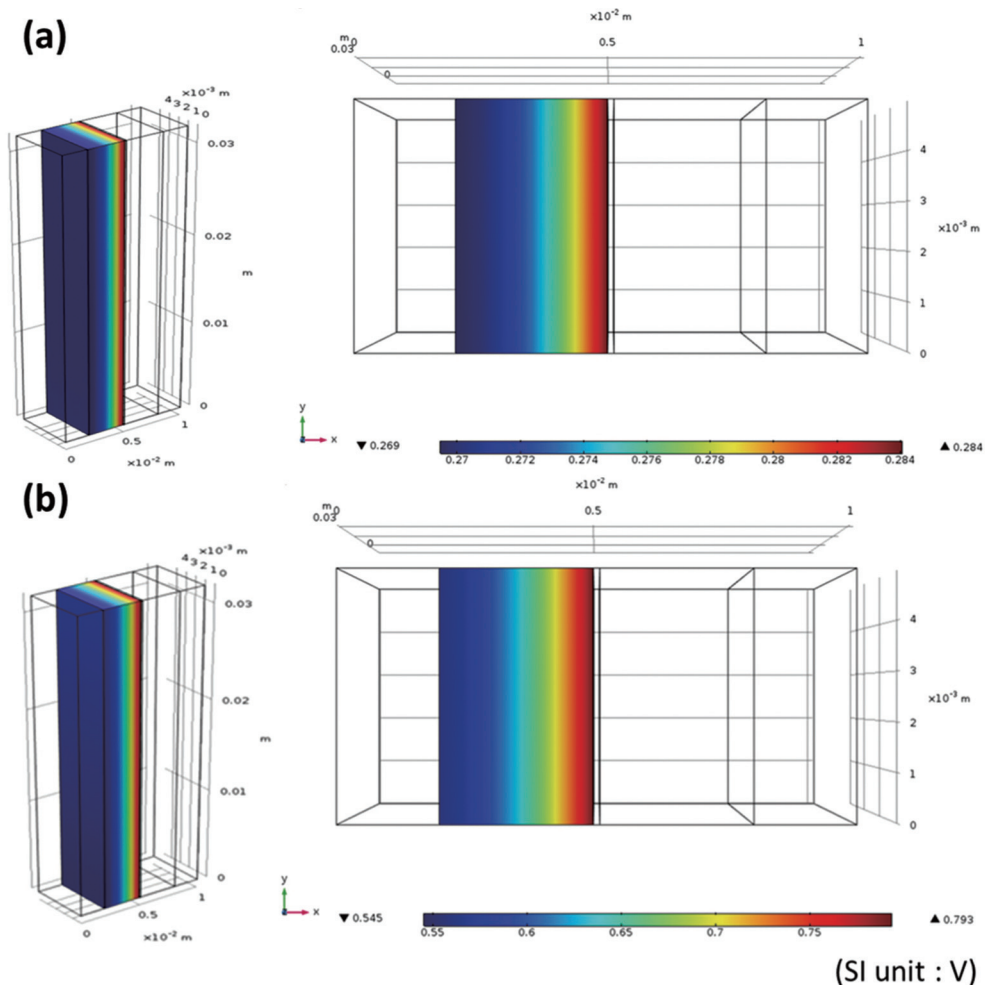 (a)
×10⁻³ m
4 3 2 1 0
0.03
0.02
m
0.01
0
1
0.5
0
×10⁻² m
×10⁻² m
m 0
0.03
0.5
1
0
4
3
×10⁻³ m
2
1
0
y
x
▼ 0.269
0.27 0.272 0.274 0.276 0.278 0.28 0.282 0.284
▲ 0.284
(b)
×10⁻³ m
4 3 2 1 0
0.03
0.02
m
0.01
0
1
0.5
0
×10⁻² m
×10⁻² m
m 0
0.03
0.5
1
0
4
3
×10⁻³ m
2
1
0
y
x
▼ 0.545
0.55 0.6 0.65 0.7 0.75
▲ 0.793
(SI unit : V)